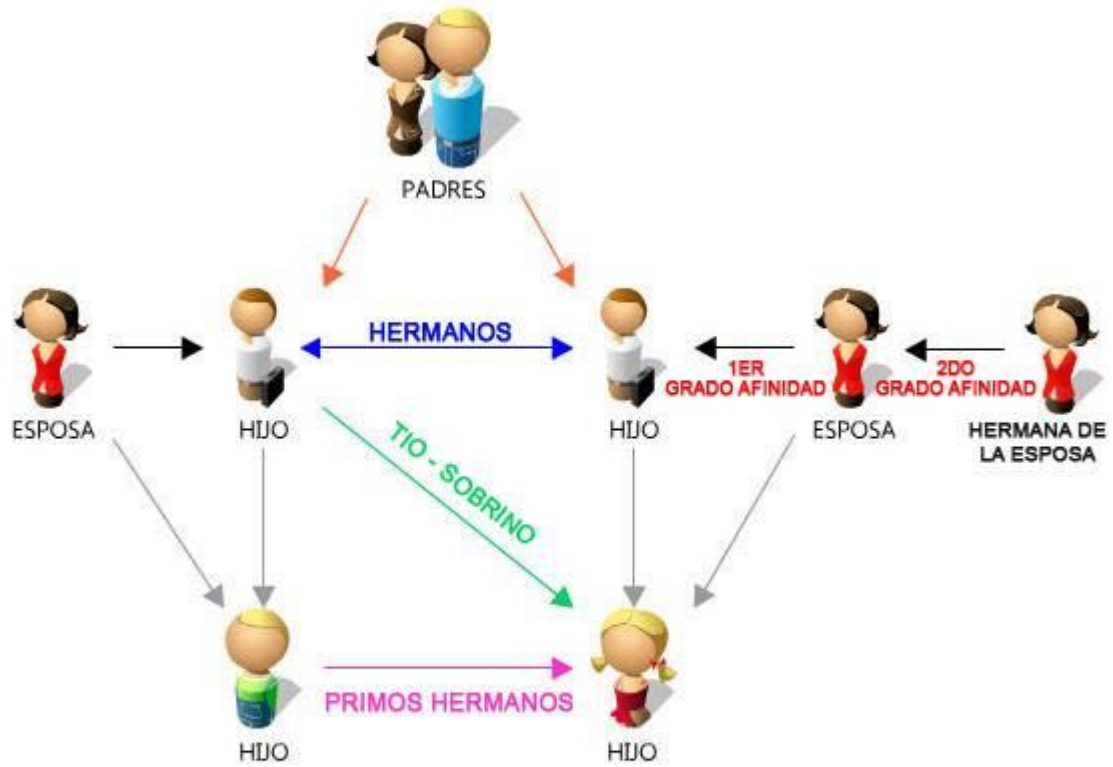 PADRES
HERMANOS
1ER
GRADO AFINIDAD
2DO
GRADO AFINIDAD
ESPOSA
HIJO
HIJO
ESPOSA
HERMANA DE
LA ESPOSA
TIO - SOBRINO
PRIMOS HERMANOS
HIJO
HIJO